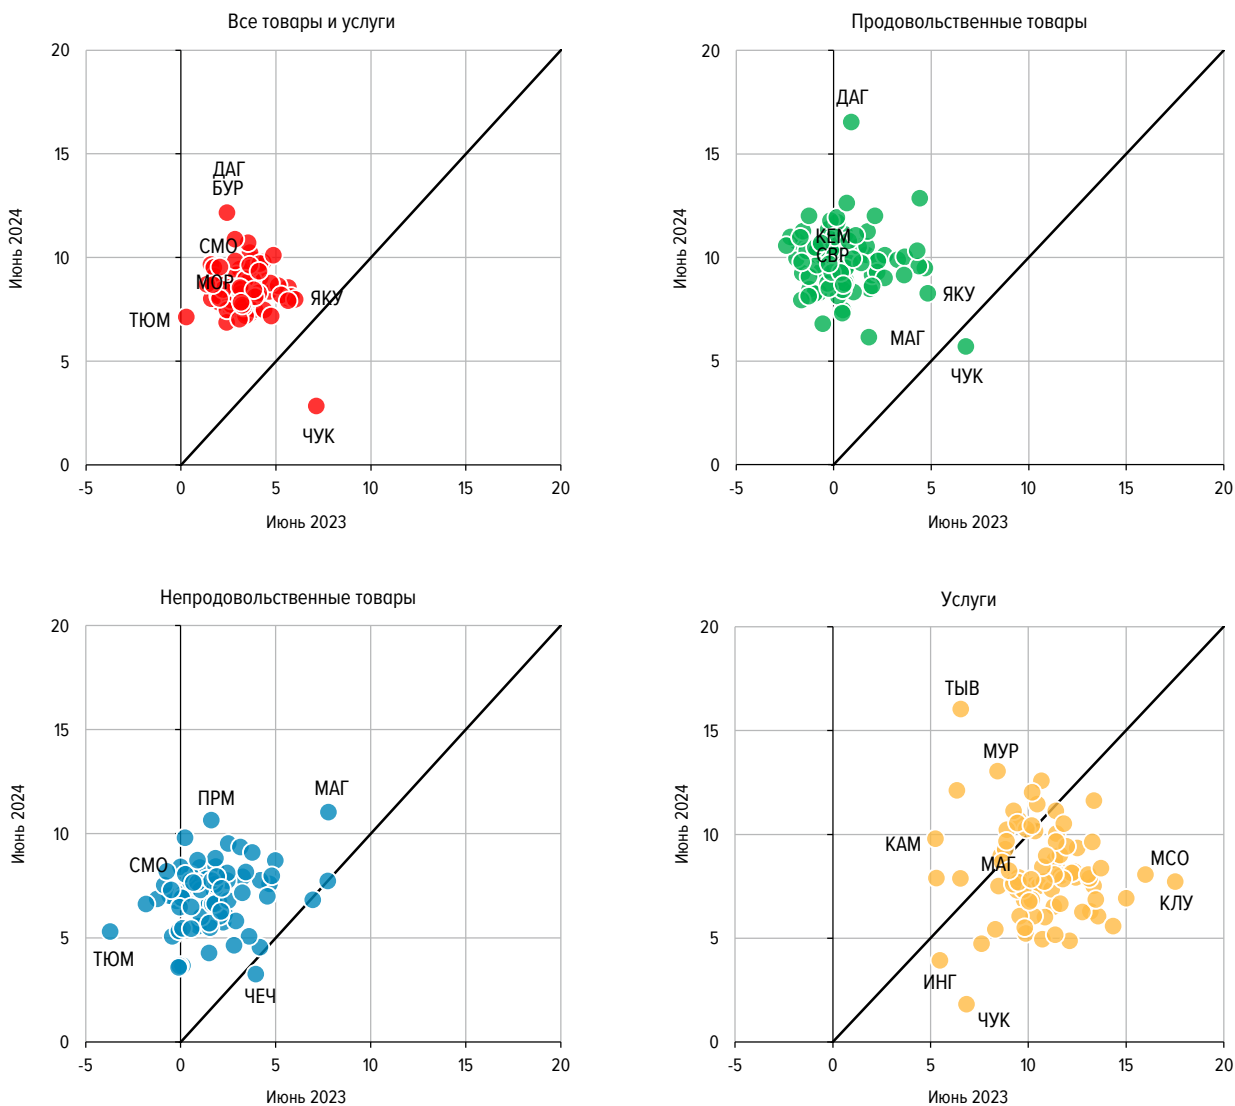 Все товары и услуги
20
15
10
5
0
-5
0
5
10
15
20
Июнь 2024
Июнь 2023
ДАГ
БУР
СМО
МОР
ТЮМ
ЯКУ
ЧУК
Продовольственные товары
20
15
10
5
0
-5
0
5
10
15
20
Июнь 2024
Июнь 2023
ДАГ
КЕМ
СВР
ЯКУ
МАГ
ЧУК
Непродовольственные товары
20
15
10
5
0
-5
0
5
10
15
20
Июнь 2024
Июнь 2023
МАГ
ПРМ
СМО
ТЮМ
ЧЕЧ
Услуги
20
15
10
5
0
-5
0
5
10
15
20
Июнь 2024
Июнь 2023
ТЫВ
МУР
КАМ
МАГ
МСО
КЛУ
ИНГ
ЧУК